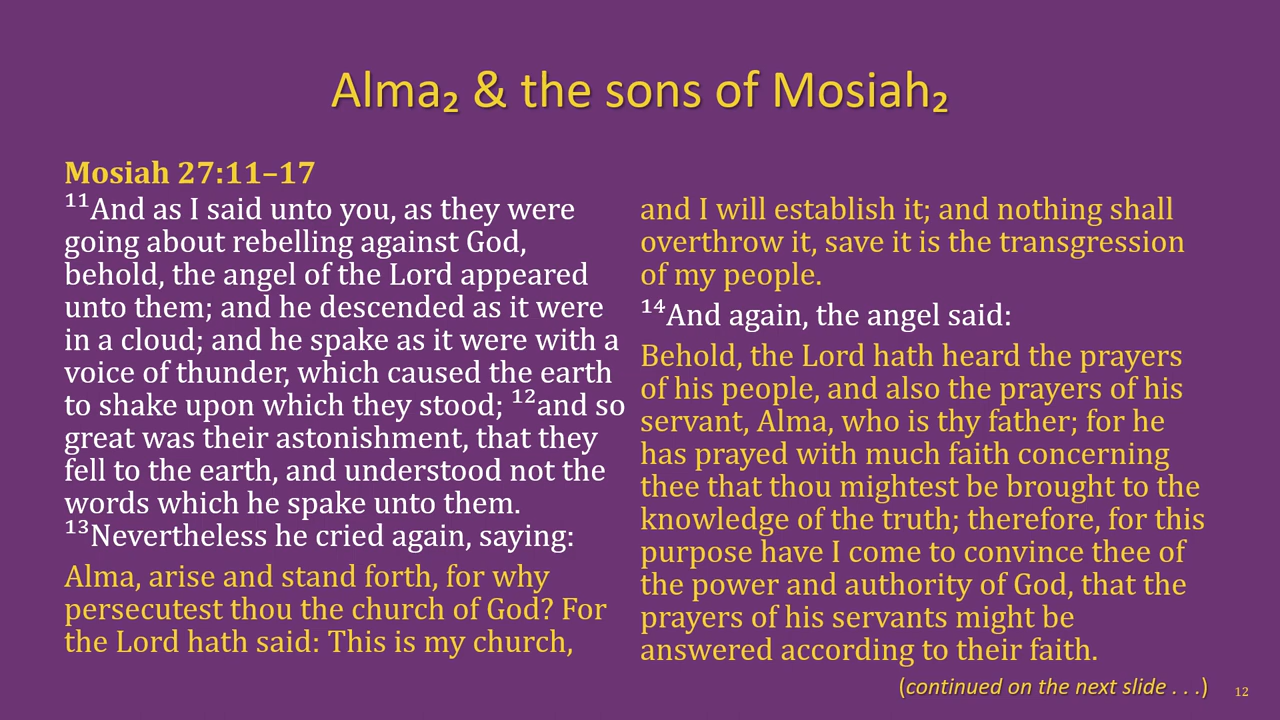 Alma₂ & the sons of Mosiah₂
Mosiah 27:11–17
¹¹And as I said unto you, as they were
going about rebelling against God,
behold, the angel of the Lord appeared
unto them; and he descended as it were
in a cloud; and he spake as it were with a
voice of thunder, which caused the earth
to shake upon which they stood; ¹²and so
great was their astonishment, that they
fell to the earth, and understood not the
words which he spake unto them.
¹³Nevertheless he cried again, saying:
Alma, arise and stand forth, for why
persecutest thou the church of God? For
the Lord hath said: This is my church,
and I will establish it; and nothing shall
overthrow it, save it is the transgression
of my people.
¹⁴And again, the angel said:
Behold, the Lord hath heard the prayers
of his people, and also the prayers of his
servant, Alma, who is thy father; for he
has prayed with much faith concerning
thee that thou mightest be brought to the
knowledge of the truth; therefore, for this
purpose have I come to convince thee of
the power and authority of God, that the
prayers of his servants might be
answered according to their faith.
(continued on the next slide . . .)
12